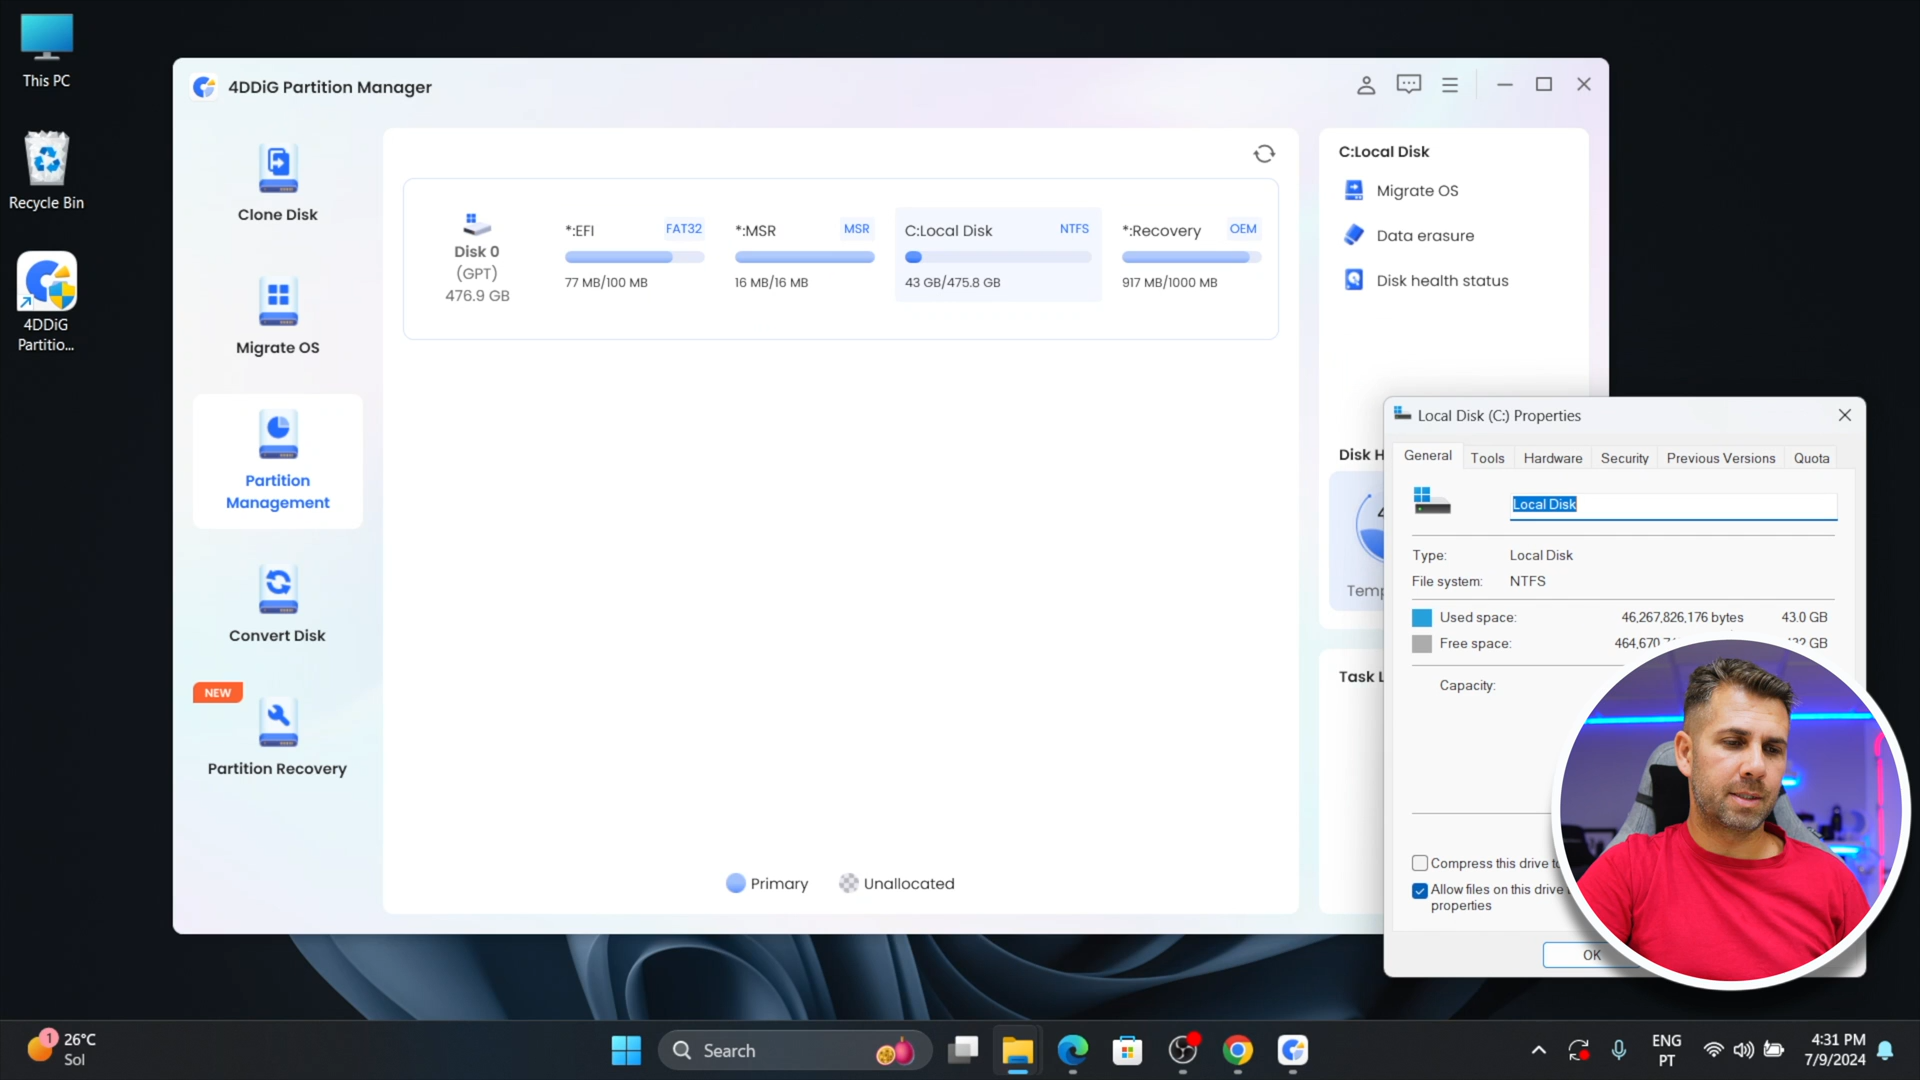 This PC
Recycle Bin
4DDiG
Partitio...
4DDiG Partition Manager
Clone Disk
Migrate OS
Partition
Management
Convert Disk
NEW
Partition Recovery
Disk 0
(GPT)
476.9 GB
*:EFI
FAT32
77 MB/100 MB
*:MSR
MSR
16 MB/16 MB
C:Local Disk
NTFS
43 GB/475.8 GB
*:Recovery
OEM
917 MB/1000 MB
Primary
Unallocated
C:Local Disk
Migrate OS
Data erasure
Disk health status
Disk H
Temp
Task L
Local Disk (C:) Properties
General
Tools
Hardware
Security
Previous Versions
Quota
Local Disk
Type: Local Disk
File system: NTFS
Used space: 46,267,826,176 bytes 43.0 GB
Free space: 464,670, GB
Capacity:
Compress this drive to
Allow files on this drive
properties
OK
1
26°C
Sol
Search
ENG
PT
4:31 PM
7/9/2024